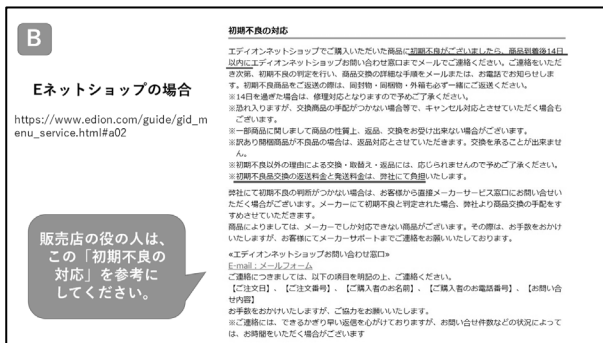 B
Eネットショップの場合
https://www.edion.com/guide/gid_m
enu_service.html#a02
販売店の役の人は、
この「初期不良の
対応」を参考に
してください。
初期不良の対応
エディオンネットショップでご購入いただいた商品に初期不良がございましたら、商品到着後14日
以内にエディオンネットショップお問い合わせ窓口までメールでご連絡ください。ご連絡をいただ
き次第、初期不良の判定を行い、商品交換の詳細な手順をメールまたは、お電話でお知らせしま
す。初期不良商品をご返送の際は、同封物・同梱物・外箱も必ず一緒にご返送ください。
※14日を過ぎた場合は、修理対応となりますので予めご了承ください。
※恐れ入りますが、交換商品の手配がつかない場合等で、キャンセル対応とさせていただく場合も
ございます。
※一部商品に関しまして商品の性質上、返品、交換をお受け出来ない場合がございます。
※訳あり開梱商品が不良品の場合は、返品対応とさせていただきます。交換を承ることが出来ませ
ん。
※初期不良以外の理由による交換・取替え・返品には、応じられませんので予めご了承ください。
※初期不良品交換の返送料金と発送料金は、弊社にて負担いたします。
弊社にて初期不良の判断がつかない場合は、お客様から直接メーカーサービス窓口にお問い合せい
ただく場合がございます。メーカーにて初期不良と判定された場合、弊社より商品交換の手配をす
すめさせていただきます。
商品によりましては、メーカーでしか対応できない商品がございます。その際は、お手数をおかけ
いたしますが、お客様にてメーカーサポートまでご連絡をお願いいたしております。
≪エディオンネットショップお問い合わせ窓口≫
E-mail：メールフォーム
ご連絡につきましては、以下の項目を明記の上、ご連絡ください。
【ご注文日】、【ご注文番号】、【ご購入者のお名前】、【ご購入者のお電話番号】、【お問い合
せ内容】
お手数をおかけいたしますが、ご協力をお願いいたします。
※ご連絡には、できるかぎり早い返信を心がけておりますが、お問い合せ件数などの状況によって
は、お時間をいただく場合がございます